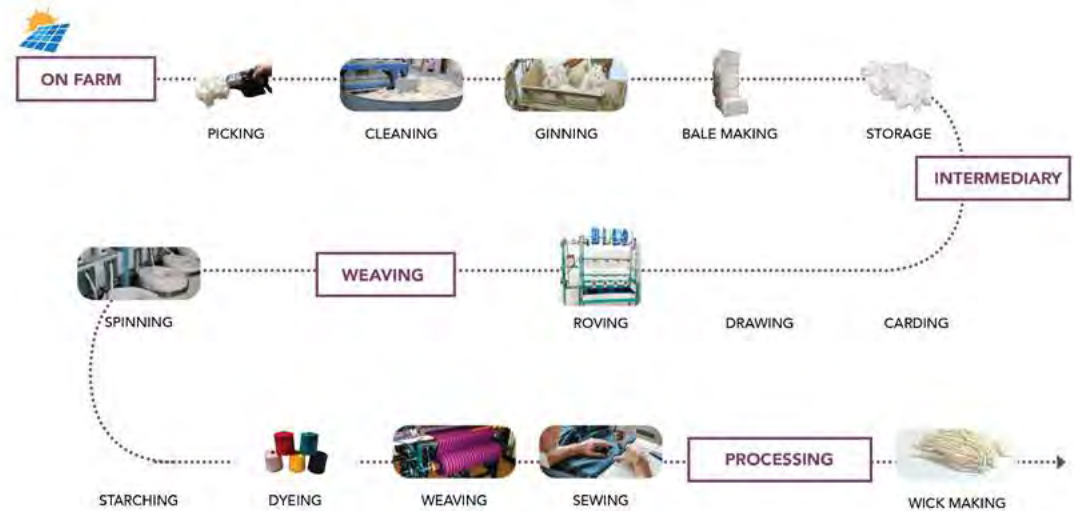 ON FARM
PICKING
CLEANING
GINNING
BALE MAKING
STORAGE
INTERMEDIARY
WEAVING
SPINNING
ROVING
DRAWING
CARDING
STARCHING
DYEING
WEAVING
SEWING
PROCESSING
WICK MAKING